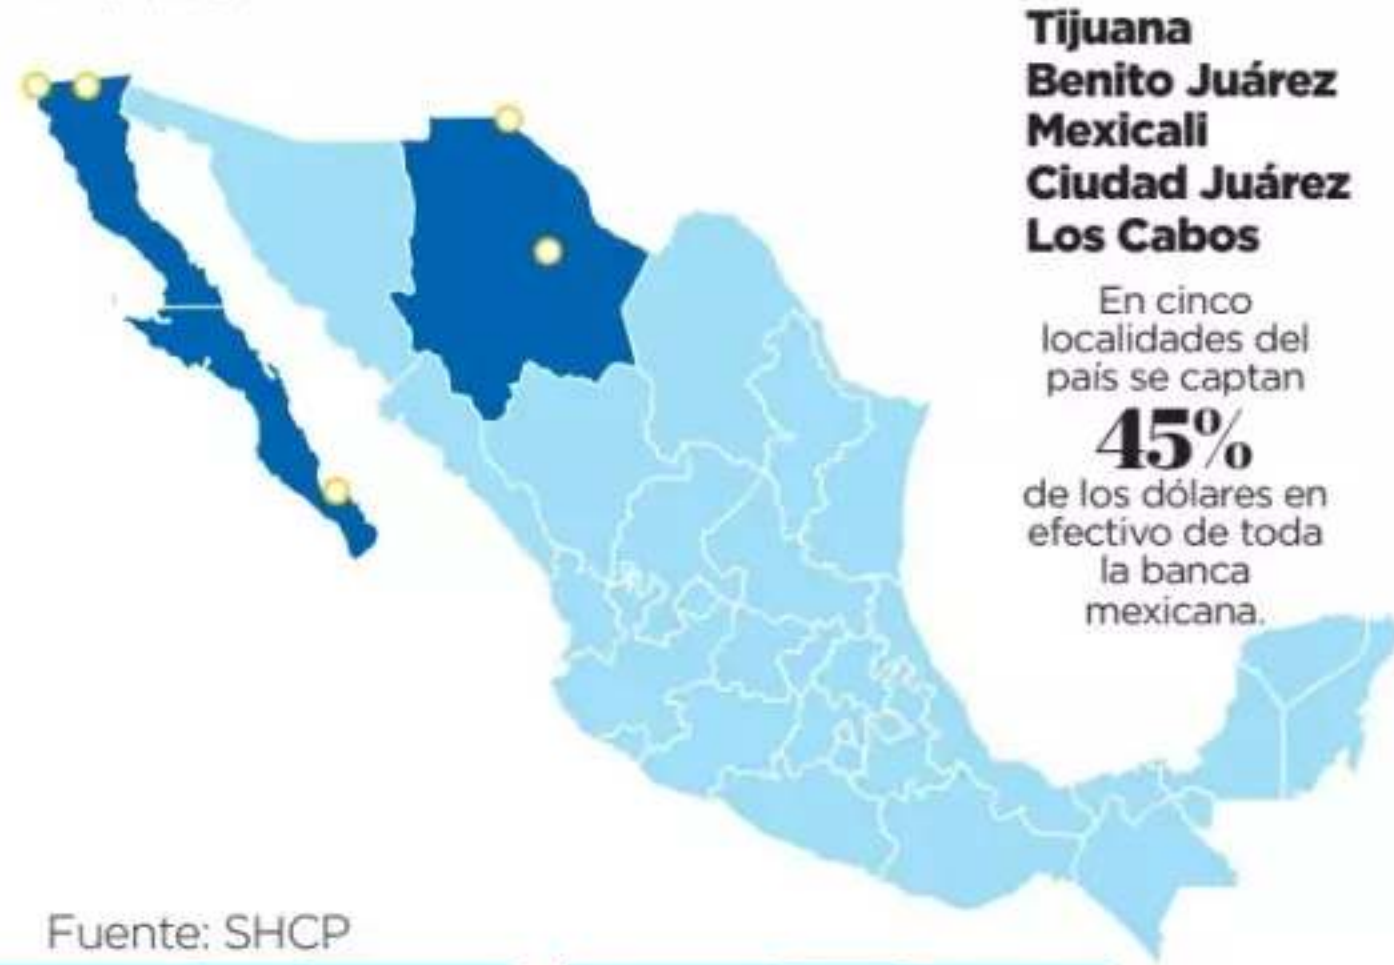 Tijuana
Benito Juárez
Mexicali
Ciudad Juárez
Los Cabos
En cinco
localidades del
país se captan
45%
de los dólares en
efectivo de toda
la banca
mexicana.
Fuente: SHCP